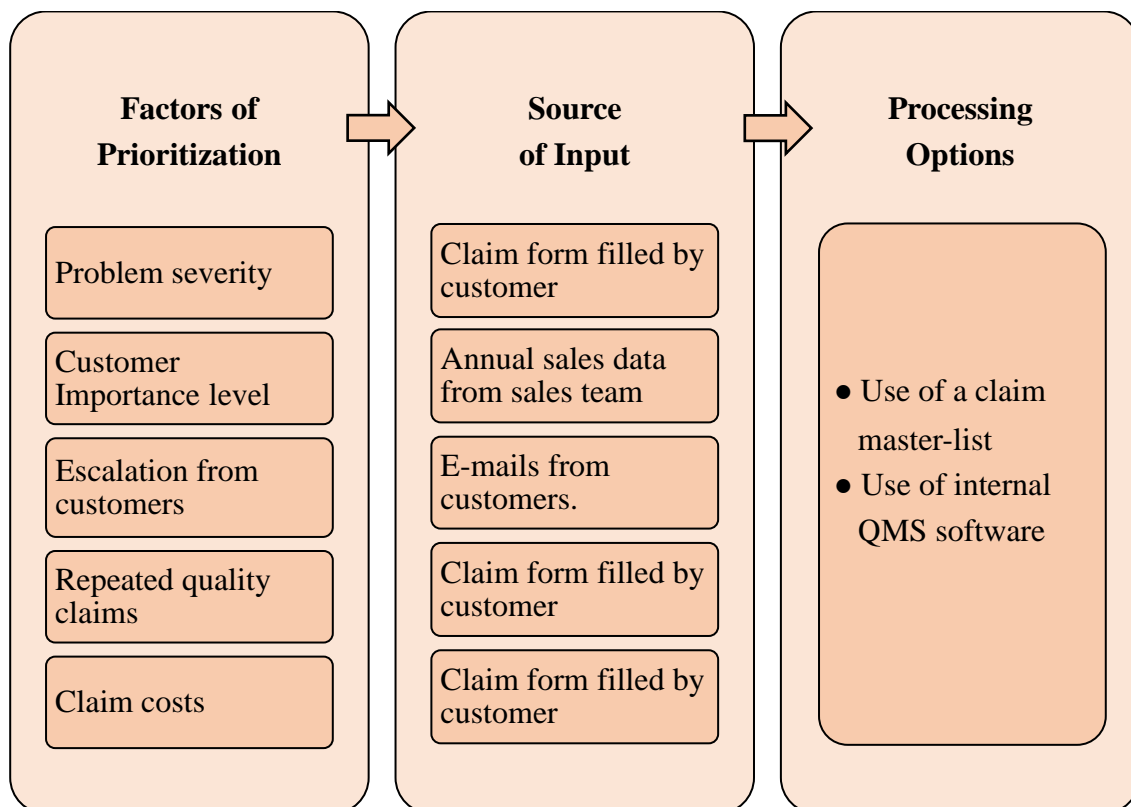 Factors of
Prioritization
Problem severity
Customer
Importance level
Escalation from
customers
Repeated quality
claims
Claim costs
Source
of Input
Claim form filled by
customer
Annual sales data
from sales team
E-mails from
customers.
Claim form filled by
customer
Claim form filled by
customer
Processing
Options
● Use of a claim
master-list
● Use of internal
QMS software